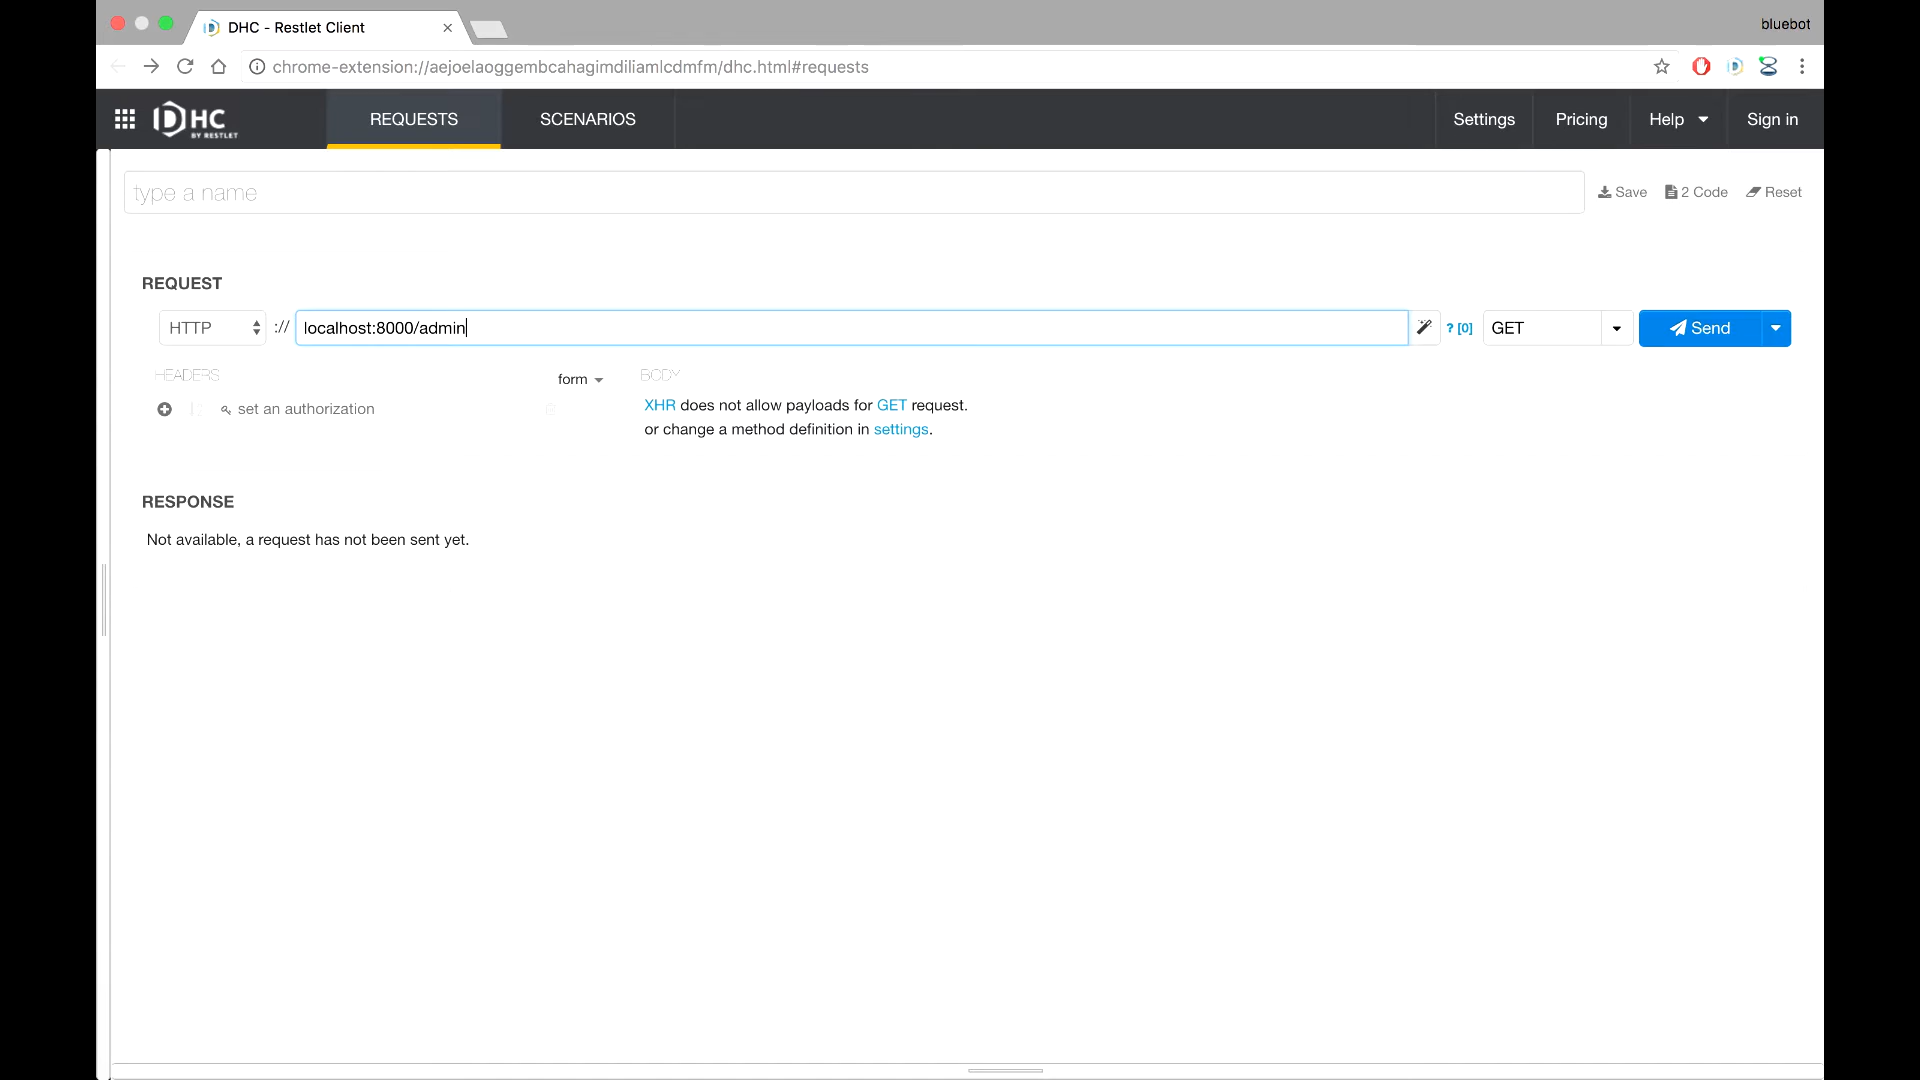 DHC - Restlet Client
bluebot
chrome-extension://aejoelaoggembcahagimdiliamlcdmfm/dhc.html#requests
DHC BY RESTLET
REQUESTS
SCENARIOS
Settings
Pricing
Help
Sign in
type a name
Save
2 Code
Reset
REQUEST
HTTP :// localhost:8000/admin ? [0] GET Send
HEADERS
form
BODY
set an authorization
XHR does not allow payloads for GET request.
or change a method definition in settings.
RESPONSE
Not available, a request has not been sent yet.